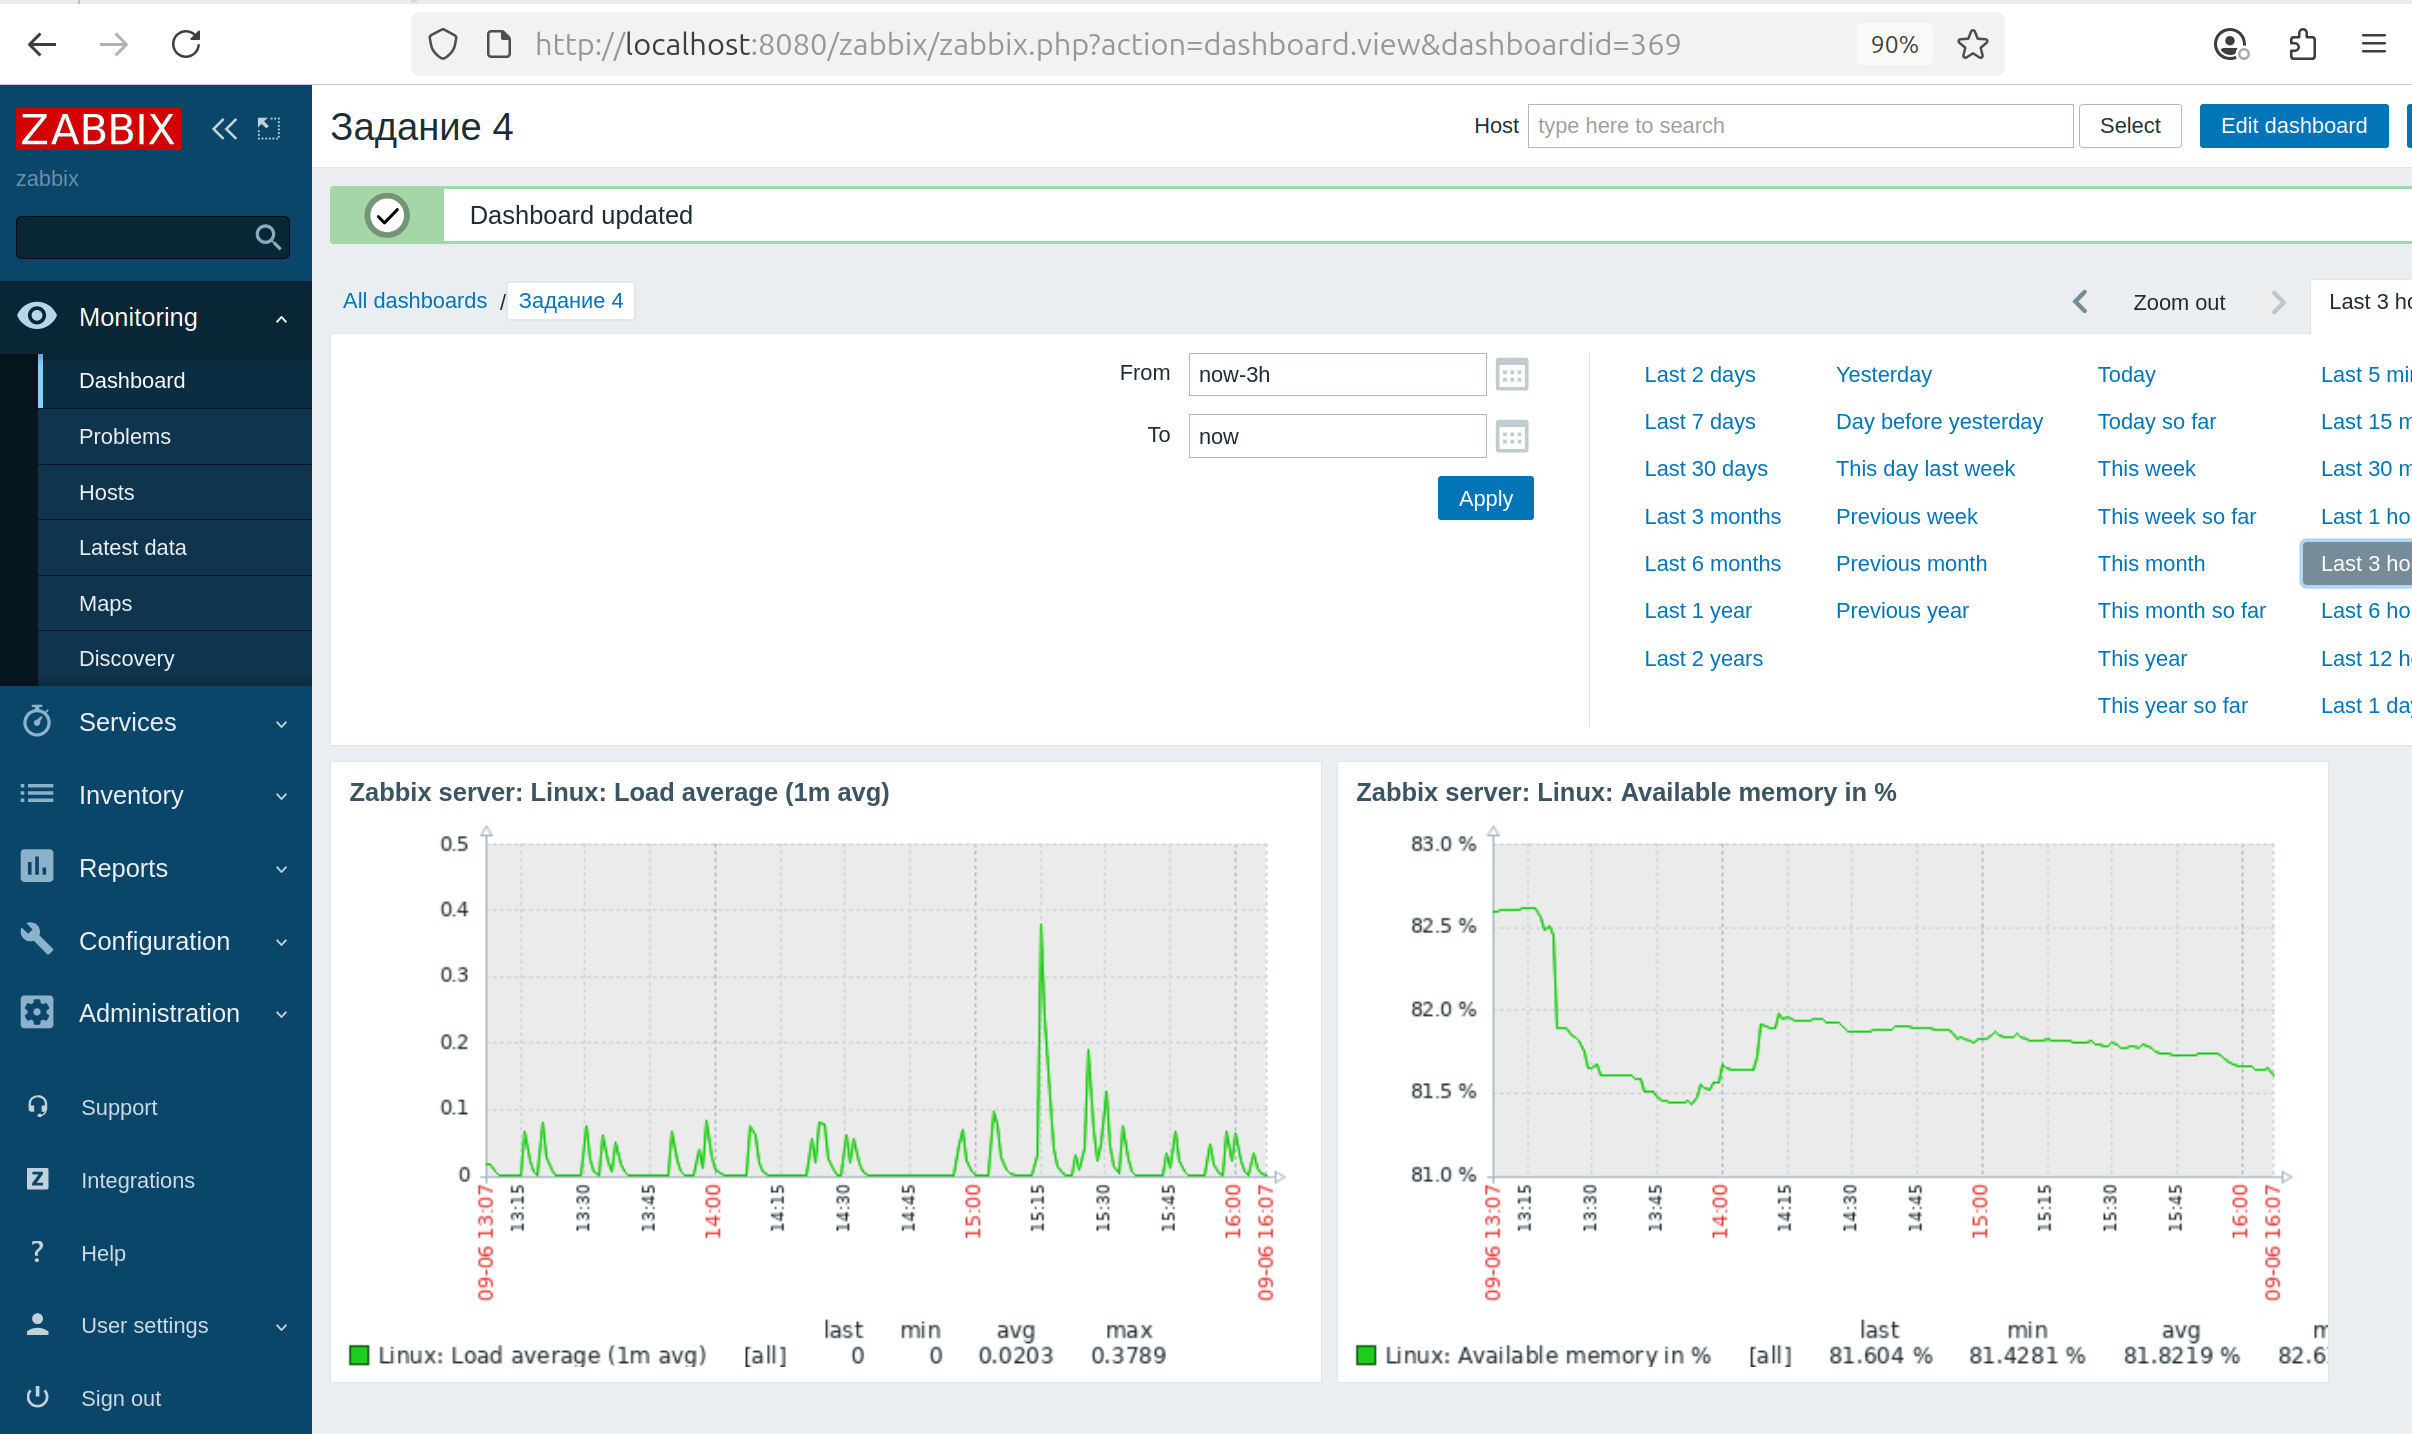 http://localhost:8080/zabbix/zabbix.php?action=dashboard.view&dashboardid=369
90%
ZABBIX
zabbix
Monitoring
Dashboard
Problems
Hosts
Latest data
Maps
Discovery
Services
Inventory
Reports
Configuration
Administration
Support
Integrations
Help
User settings
Sign out
Задание 4
Host
type here to search
Select
Edit dashboard
Dashboard updated
All dashboards / Задание 4
Zoom out
Last 3 ho
From now-3h
To now
Apply
Last 2 days Yesterday Today Last 5 mi
Last 7 days Day before yesterday Today so far Last 15 m
Last 30 days This day last week This week Last 30 m
Last 3 months Previous week This week so far Last 1 ho
Last 6 months Previous month This month Last 3 ho
Last 1 year Previous year This month so far Last 6 ho
Last 2 years This year Last 12 h
This year so far Last 1 da
Zabbix server: Linux: Load average (1m avg)
0.5
0.4
0.3
0.2
0.1
0
09-06 13:07
13:15
13:30
13:45
14:00
14:15
14:30
14:45
15:00
15:15
15:30
15:45
16:00
09-06 16:07
last min avg max
Linux: Load average (1m avg) [all] 0 0 0.0203 0.3789
Zabbix server: Linux: Available memory in %
83.0 %
82.5 %
82.0 %
81.5 %
81.0 %
09-06 13:07
13:15
13:30
13:45
14:00
14:15
14:30
14:45
15:00
15:15
15:30
15:45
16:00
09-06 16:07
last min avg
Linux: Available memory in % [all] 81.604 % 81.4281 % 81.8219 % 82.6